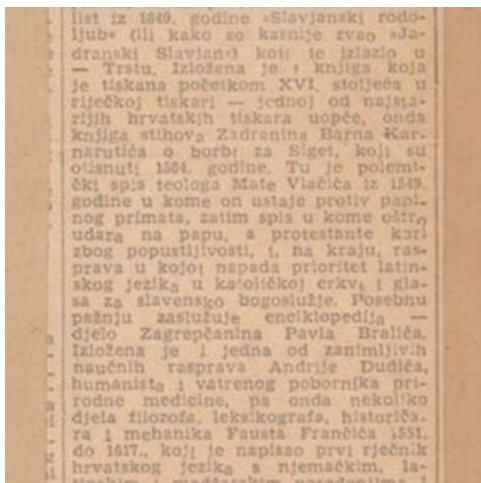 list iz 1849. godine »Slavjanski rodo-
ljub« (ili kako se kasnije zvao »Ja-
dranski Slavjan«) koji te izlazio u
— Trstu. Izložena je i knjiga koja
je tiskana početkom XVI. stoljeća u
riječkoj tiskari — jednoj od najsta-
rijih hrvatskih tiskara uopće, onda
knjiga stihova Zadranina Barna Kar-
narutića o borbi za Siget, koji su
otisnuti 1584. godine. Tu je polemi-
čki spis teologa Mate Vlačića iz 1549.
godine u kome on ustaje protiv papi-
nog primata, zatim spis u kome oštro
udara na papu, a protestante kori
zbog popustljivosti, i, na kraju, ras-
prava u kojoj napada prioritet latin-
skog jezika u katoličkoj crkvi i gla-
sa za slavensko bogoslužje. Posebnu
pažnju zaslužuje enciklopedija —
djelo Zagrepčanina Pavla Bralića.
Izložena je i jedna od zanimljivih
naučnih rasprava Andrije Dudića,
humanista i vatrenog pobornika pri-
rodne medicine, pa onda nekoliko
djela filozofa, leksikografa, historiča-
ra i mehanika Fausta Frančića 1551.
do 1617., koji je napisao prvi rječnik
hrvatskog jezika s njemačkim, la-